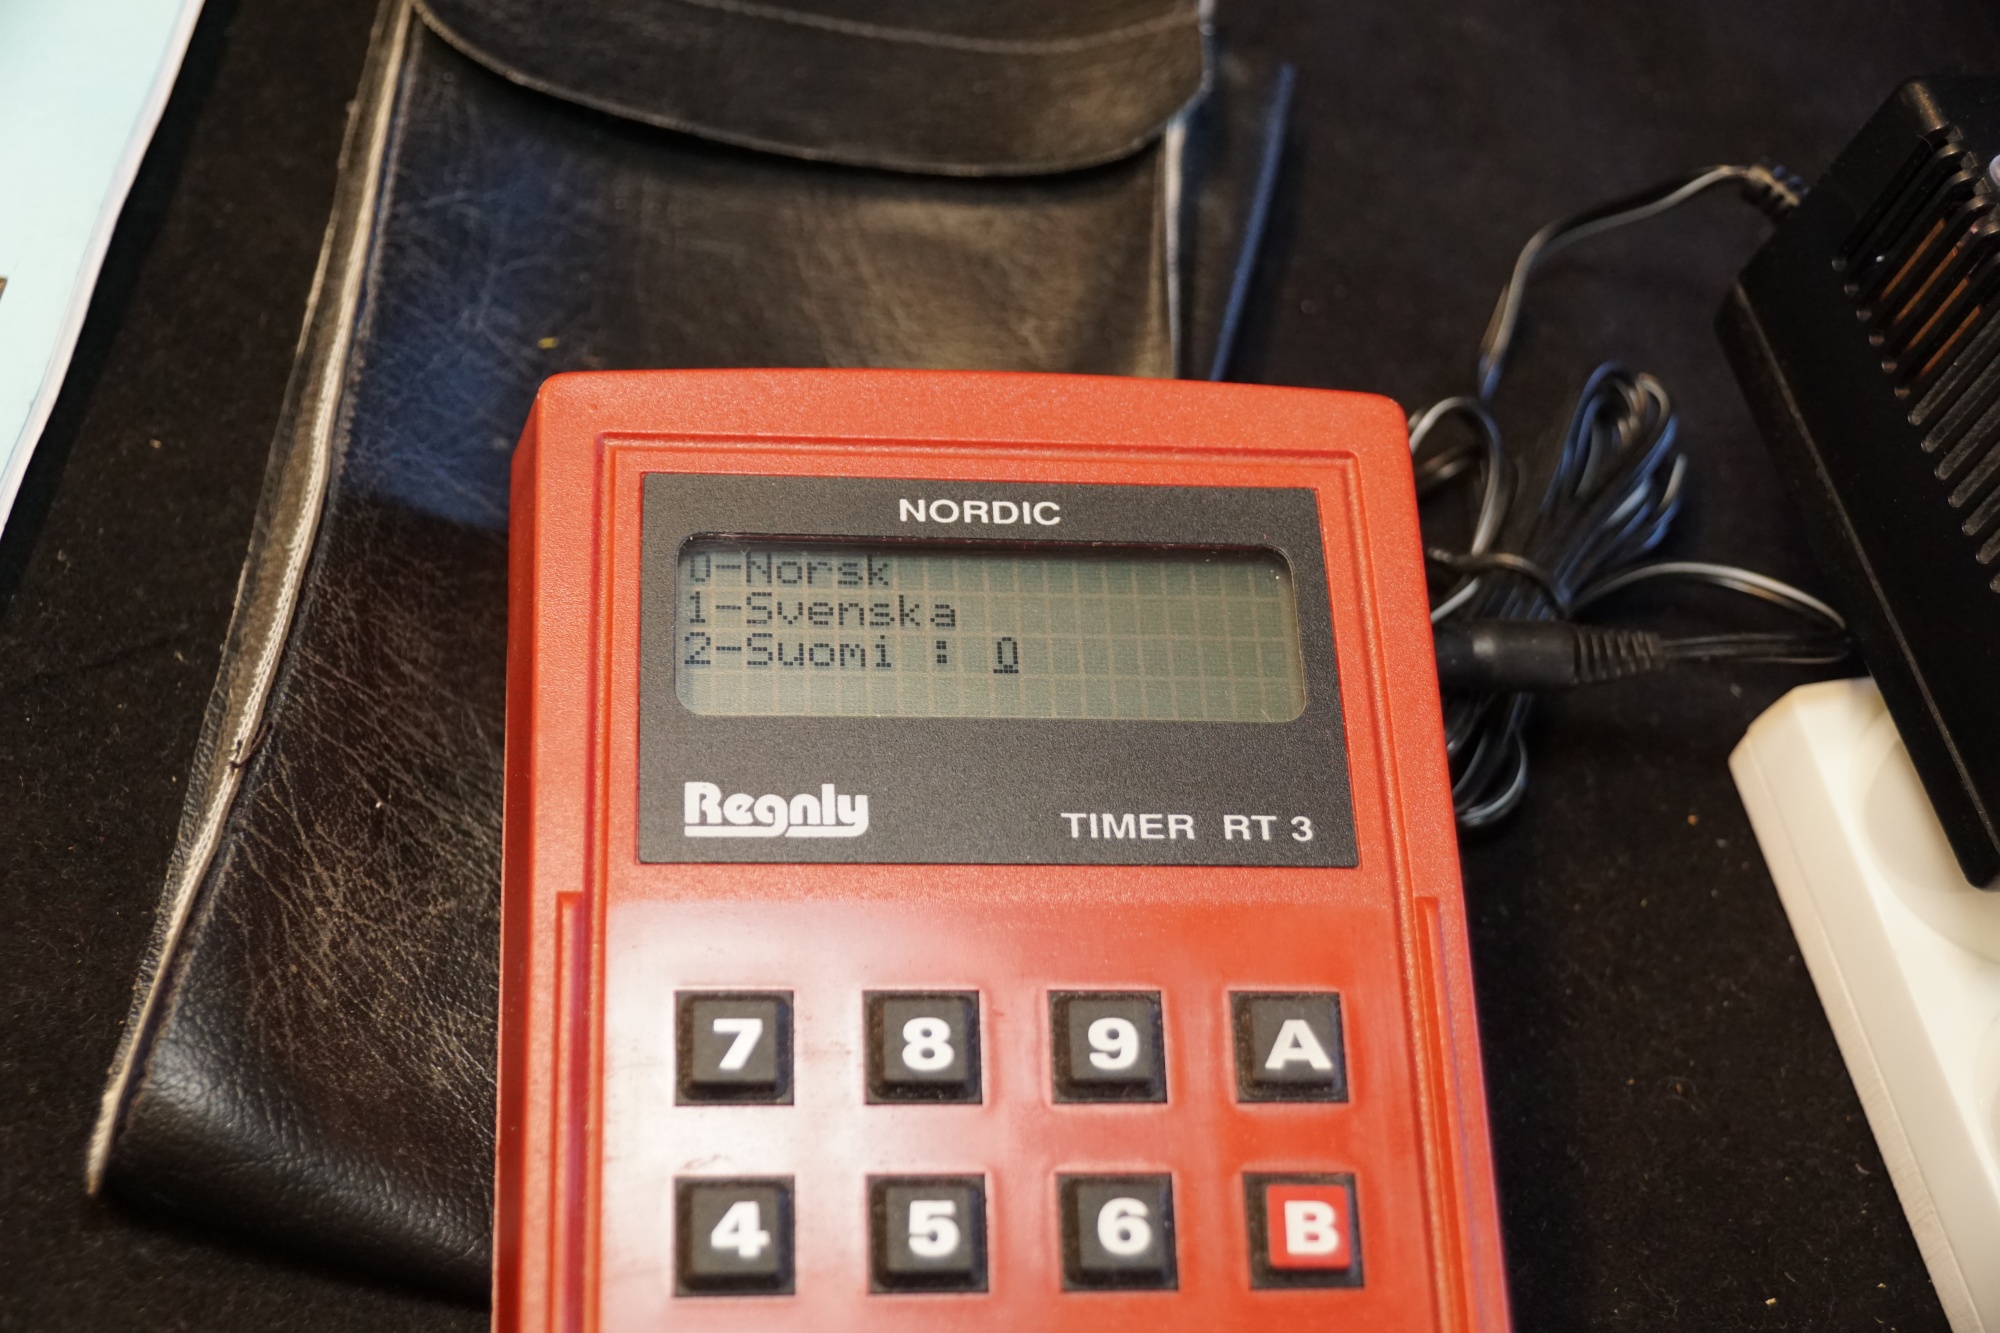 NORDIC
0-Norsk
1-Svenska
2-Suomi : 0
Regnly
TIMER RT 3
7 8 9 A
4 5 6 B